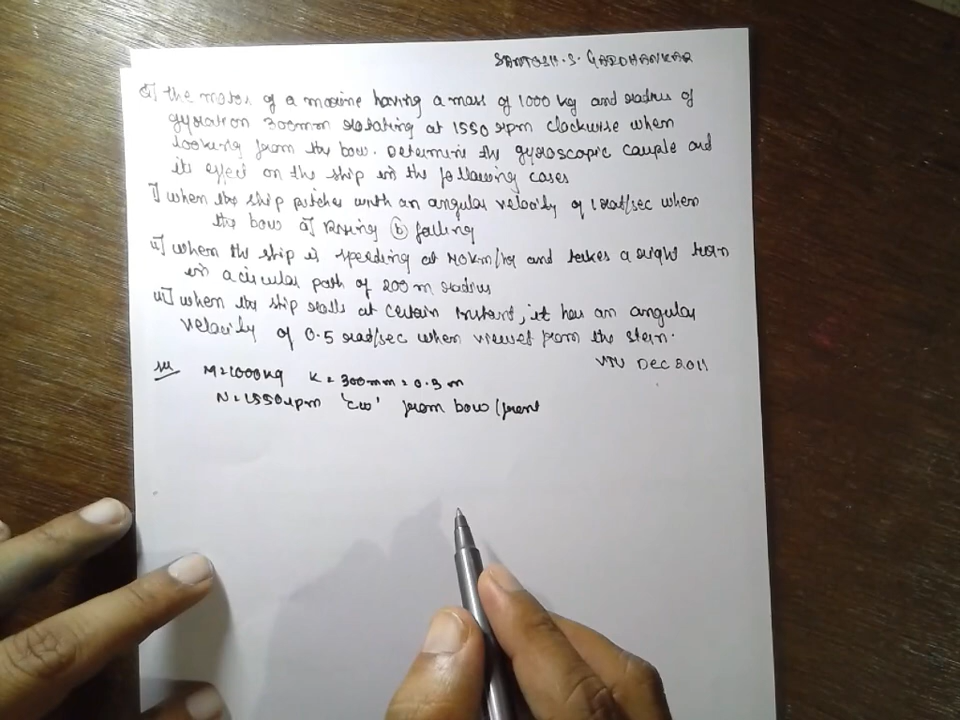 SANTOSH.S. GARDHANKAR
Q] The motor of a marine having a mass of 1000 kg and radius of
gyration 300mm rotating at 1550 rpm clockwise when
looking from the bow. Determine the gyroscopic couple and
its effect on the ship in the following cases
i] when the ship pitches with an angular velocity of 1 rad/sec when
the bow a] Rising (b) falling
ii] when the ship is speeding at 40km/hr and takes a right turn
in a circular path of 200 m radius
iii] when the ship rolls at certain instant, it has an angular
velocity of 0.5 rad/sec when viewed from the stern.
VTU Dec 2011
M=1000kg K = 300mm = 0.3 m
N=1550rpm 'cw' from bow/front